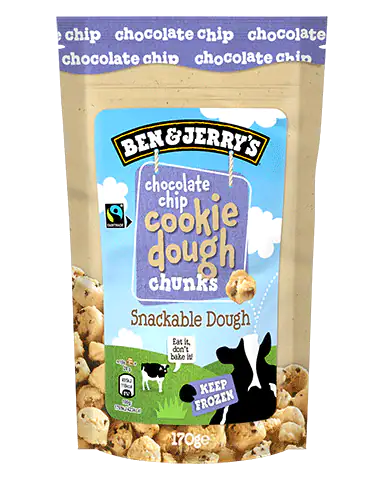 chocolate chip chocolate chip
chocolate chip chocolate chip
BEN & JERRY'S
chocolate
chip
cookie
dough
chunks
FAIRTRADE
Snackable Dough
Eat it,
don't
bake it!
KEEP
FROZEN
170g℮